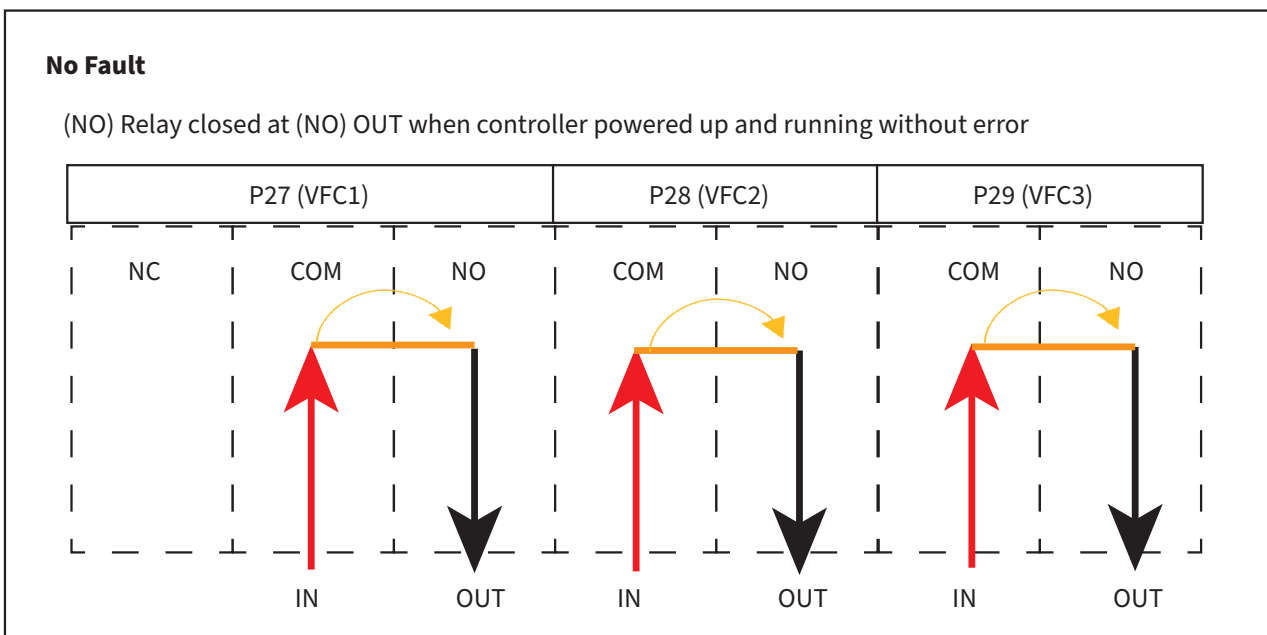 No Fault
(NO) Relay closed at (NO) OUT when controller powered up and running without error
P27 (VFC1) P28 (VFC2) P29 (VFC3)
NC COM NO COM NO COM NO
IN OUT IN OUT IN OUT